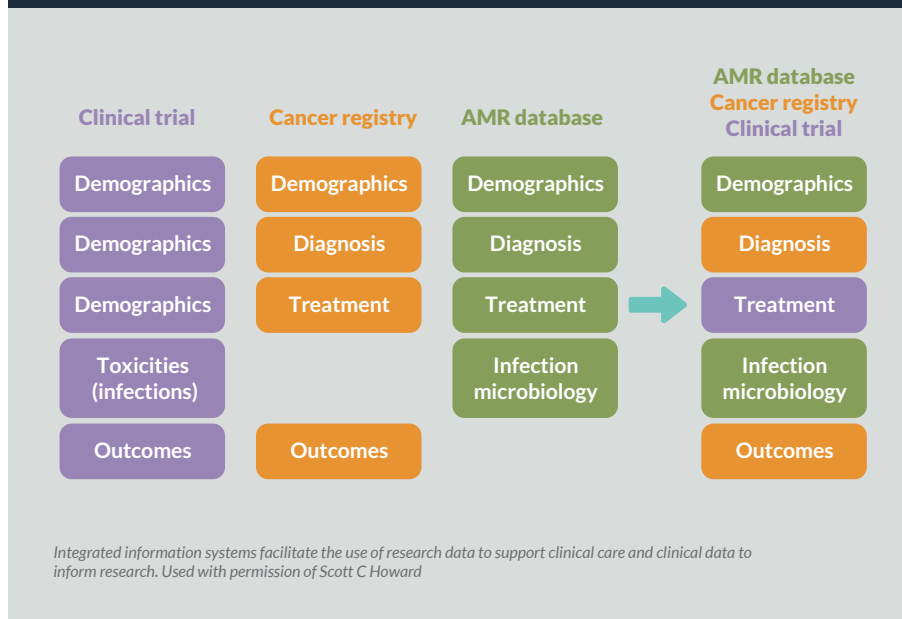 Clinical trial
Demographics
Demographics
Demographics
Toxicities
(infections)
Outcomes
Cancer registry
Demographics
Diagnosis
Treatment
Outcomes
AMR database
Demographics
Diagnosis
Treatment
Infection
microbiology
AMR database
Cancer registry
Clinical trial
Demographics
Diagnosis
Treatment
Infection
microbiology
Outcomes
Integrated information systems facilitate the use of research data to support clinical care and clinical data to
inform research. Used with permission of Scott C Howard